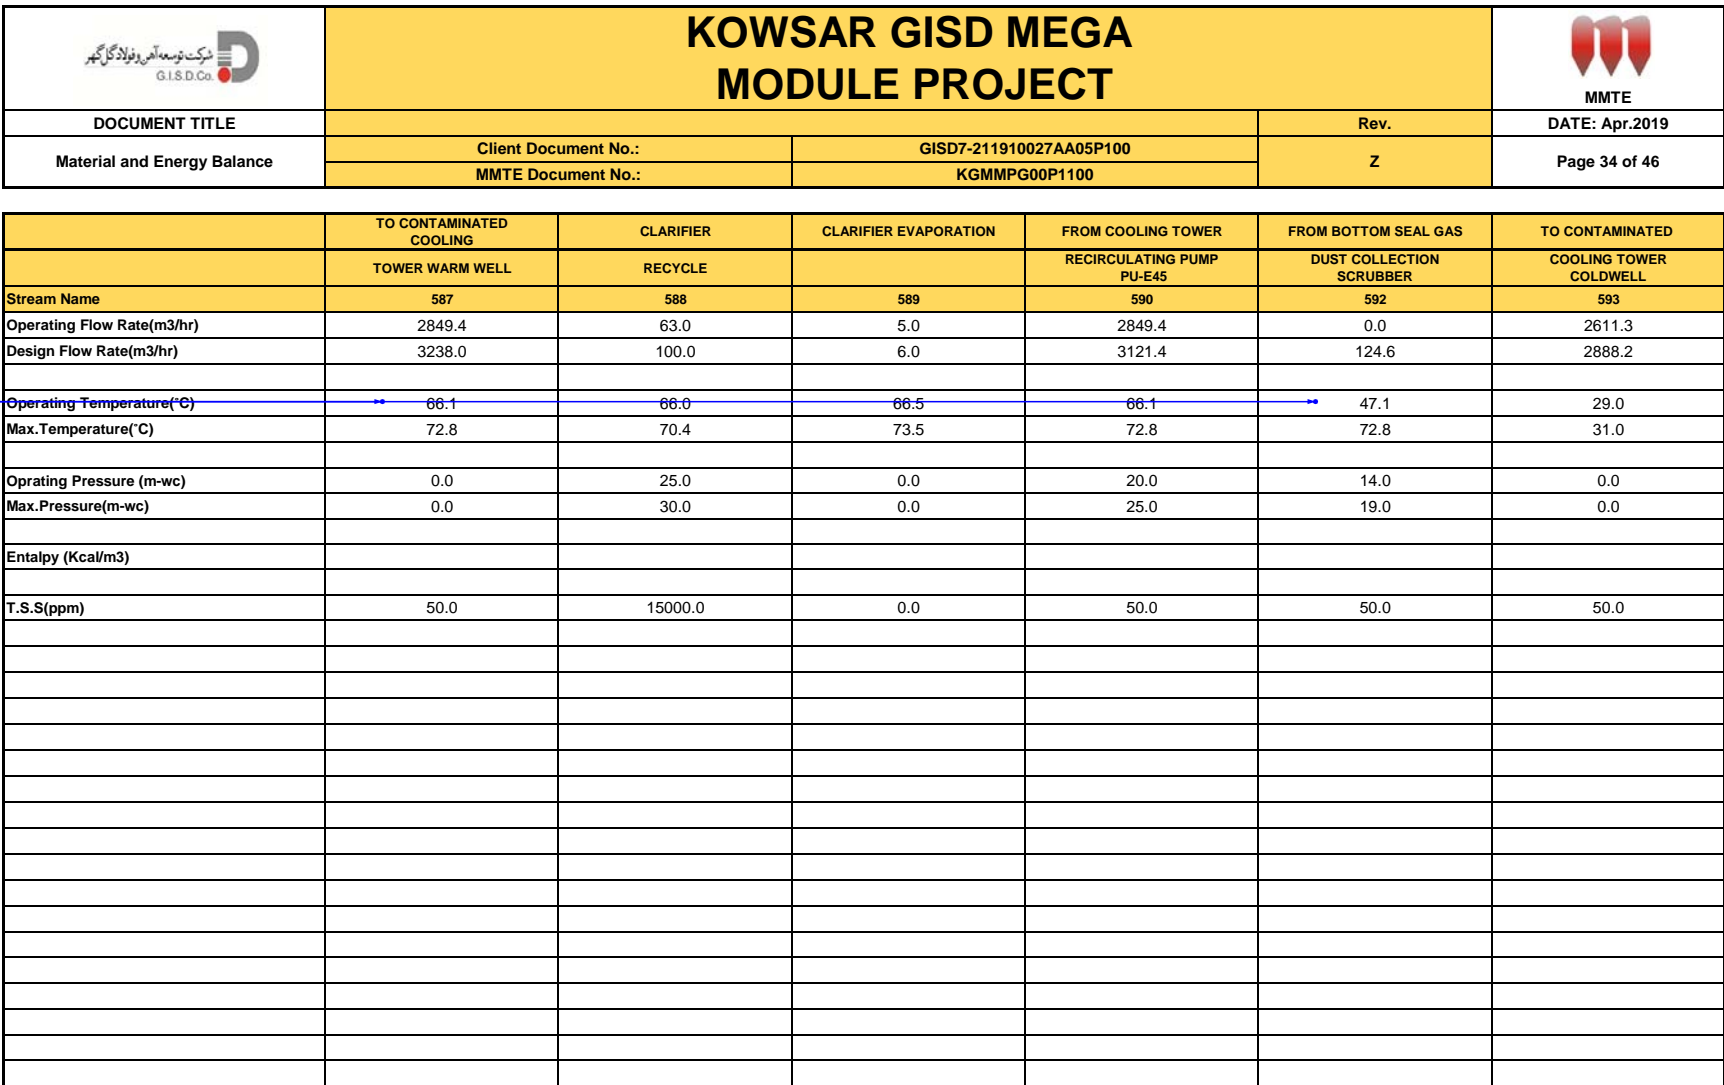 شرکت توسعه آهن و فولاد گل گهر
G.I.S.D.Co.
KOWSAR GISD MEGA
MODULE PROJECT
MMTE
DOCUMENT TITLE
Rev.
DATE: Apr.2019
Material and Energy Balance
Client Document No.: GISD7-211910027AA05P100
Z
Page 34 of 46
MMTE Document No.: KGMMPG00P1100
TO CONTAMINATED COOLING CLARIFIER CLARIFIER EVAPORATION FROM COOLING TOWER FROM BOTTOM SEAL GAS TO CONTAMINATED
TOWER WARM WELL RECYCLE RECIRCULATING PUMP PU-E45 DUST COLLECTION SCRUBBER COOLING TOWER COLDWELL
Stream Name 587 588 589 590 592 593
Operating Flow Rate(m3/hr) 2849.4 63.0 5.0 2849.4 0.0 2611.3
Design Flow Rate(m3/hr) 3238.0 100.0 6.0 3121.4 124.6 2888.2
Operating Temperature(˚C) 66.1 66.0 66.5 66.1 47.1 29.0
Max.Temperature(˚C) 72.8 70.4 73.5 72.8 72.8 31.0
Oprating Pressure (m-wc) 0.0 25.0 0.0 20.0 14.0 0.0
Max.Pressure(m-wc) 0.0 30.0 0.0 25.0 19.0 0.0
Entalpy (Kcal/m3)
T.S.S(ppm) 50.0 15000.0 0.0 50.0 50.0 50.0